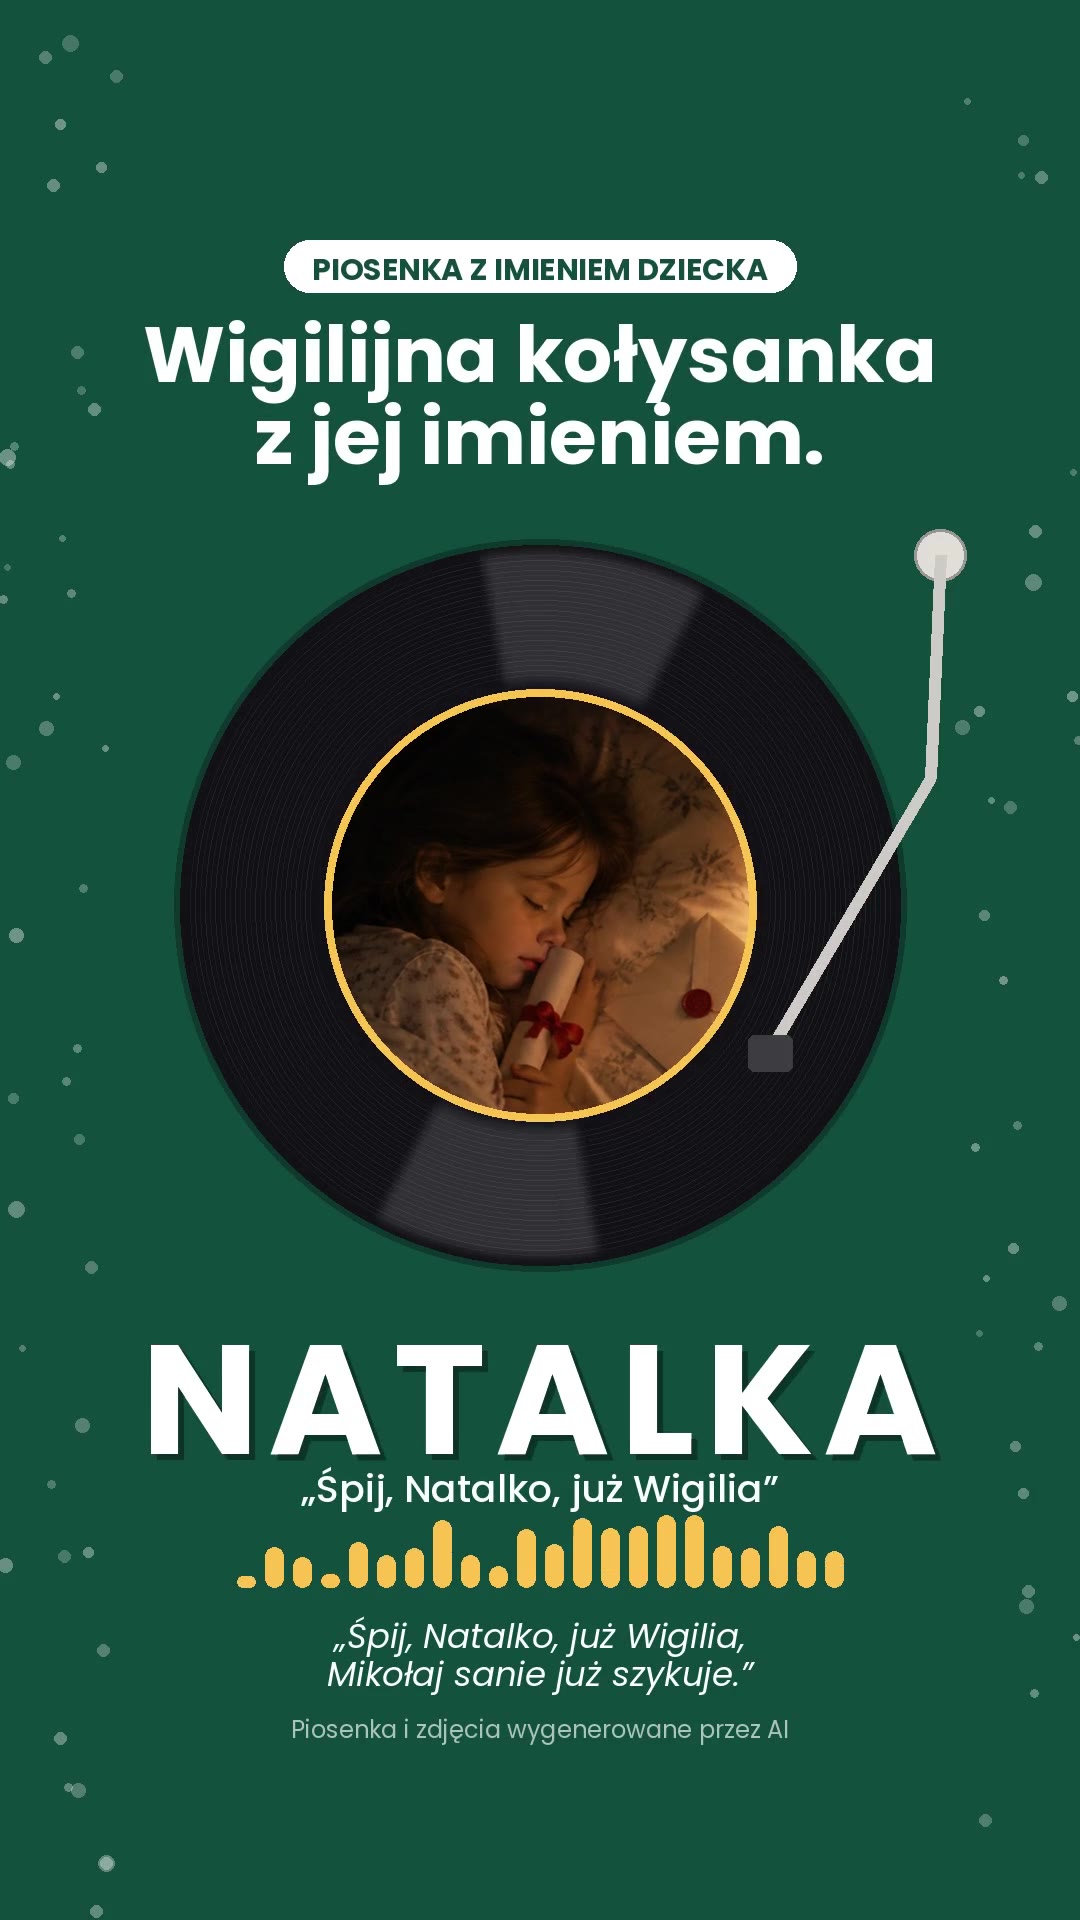 PIOSENKA Z IMIENIEM DZIECKA
Wigilijna kołysanka
z jej imieniem.
NATALKA
„Śpij, Natalko, już Wigilia”
„Śpij, Natalko, już Wigilia,
Mikołaj sanie już szykuje.”
Piosenka i zdjęcia wygenerowane przez AI